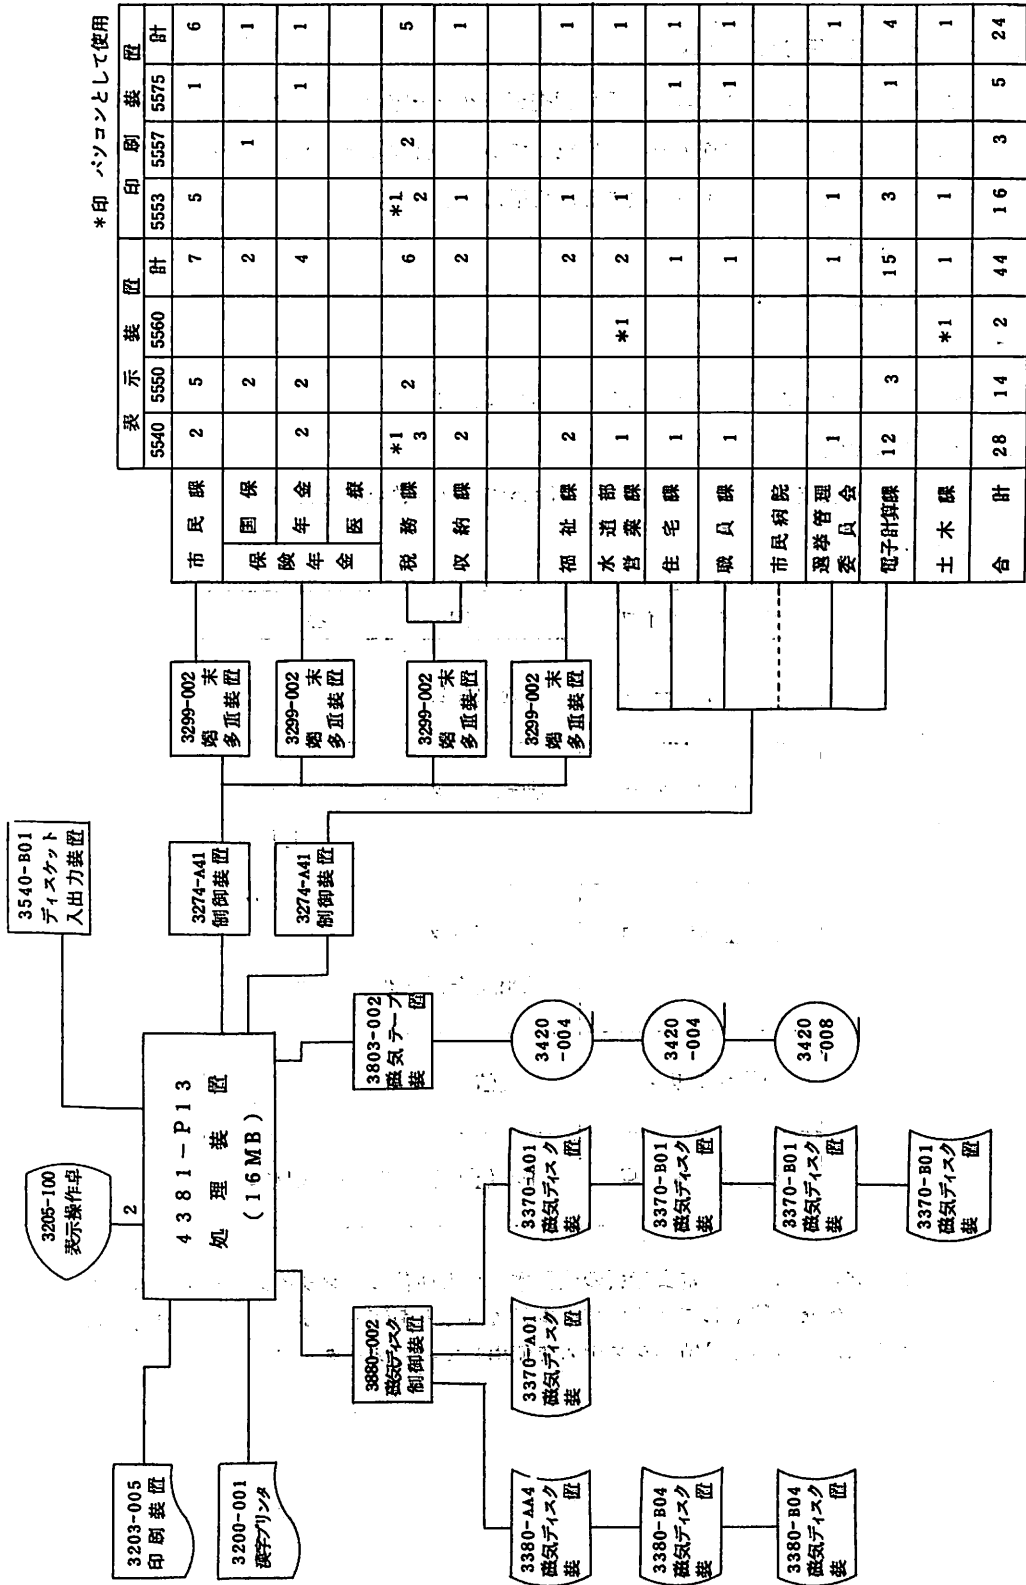 3203-005
印刷装置
3200-001
漢字プリンタ
3205-100
表示操作卓
2
4381-P13
処理装置
(16MB)
3540-B01
ディスケット
入出力装置
3880-002
磁気ディスク
制御装置
3380-AA4
磁気ディスク
装置
3380-B04
磁気ディスク
装置
3380-B04
磁気ディスク
装置
3370-A01
磁気ディスク
装置
3370-A01
磁気ディスク
装置
3370-B01
磁気ディスク
装置
3370-B01
磁気ディスク
装置
3370-B01
磁気ディスク
装置
3803-002
磁気テープ
装置
3420
-004
3420
-004
3420
-008
3274-A41
制御装置
3274-A41
制御装置
3299-002
端末
多重装置
3299-002
端末
多重装置
3299-002
端末
多重装置
3299-002
端末
多重装置
*印 パソコンとして使用
表示装置 印刷装置
5540 5550 5560 計 5553 5557 5575 計
市民課 2 5 7 5 1 6
保険年金
国保 2 2 1 1
年金 2 2 4 1 1
医療
税務課 *1 3 2 6 *1 2 2 5
収納課 2 2 1 1
福祉課 2 2 1 1
水道部営業課 1 *1 2 1 1
住宅課 1 1 1 1
職員課 1 1 1 1
市民病院
選挙管理委員会 1 1 1 1
電子計算課 12 3 15 3 1 4
土木課 *1 1 1 1
合計 28 14 2 44 16 3 5 24